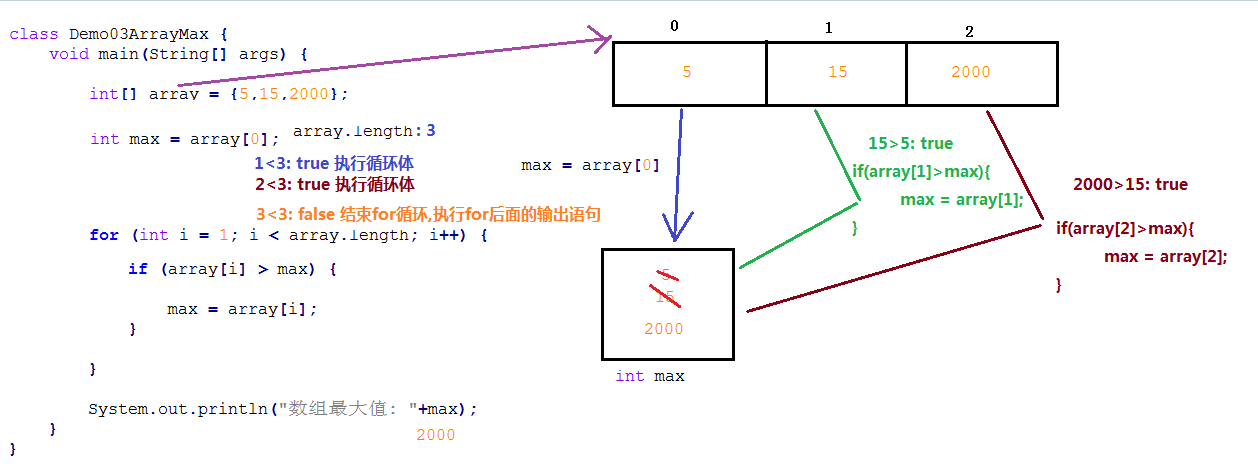 class Demo03ArrayMax {
void main(String[] args) {
int[] array = {5,15,2000};
int max = array[0];
array.length:3
1<3: true 执行循环体
2<3: true 执行循环体
3<3: false 结束for循环,执行for后面的输出语句
for (int i = 1; i < array.length; i++) {
if (array[i] > max) {
max = array[i];
}
}
System.out.println("数组最大值: "+max);
2000
}
}
0 1 2
5 15 2000
max = array[0]
15>5: true
if(array[1]>max){
max = array[1];
}
2000>15: true
if(array[2]>max){
max = array[2];
}
5
15
2000
int max